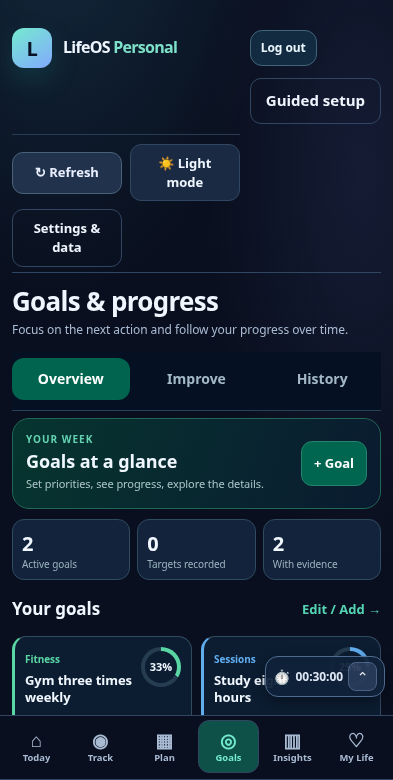 L LifeOS Personal
Log out
Guided setup
↻ Refresh
☀️ Light
mode
Settings &
data
Goals & progress
Focus on the next action and follow your progress over time.
Overview Improve History
YOUR WEEK
Goals at a glance
Set priorities, see progress, explore the details.
+ Goal
2 0 2
Active goals Targets recorded With evidence
Your goals Edit / Add →
Fitness
33%
Gym three times
weekly
Sessions
Study
hours
00:30:00
Today Track Plan Goals Insights My Life